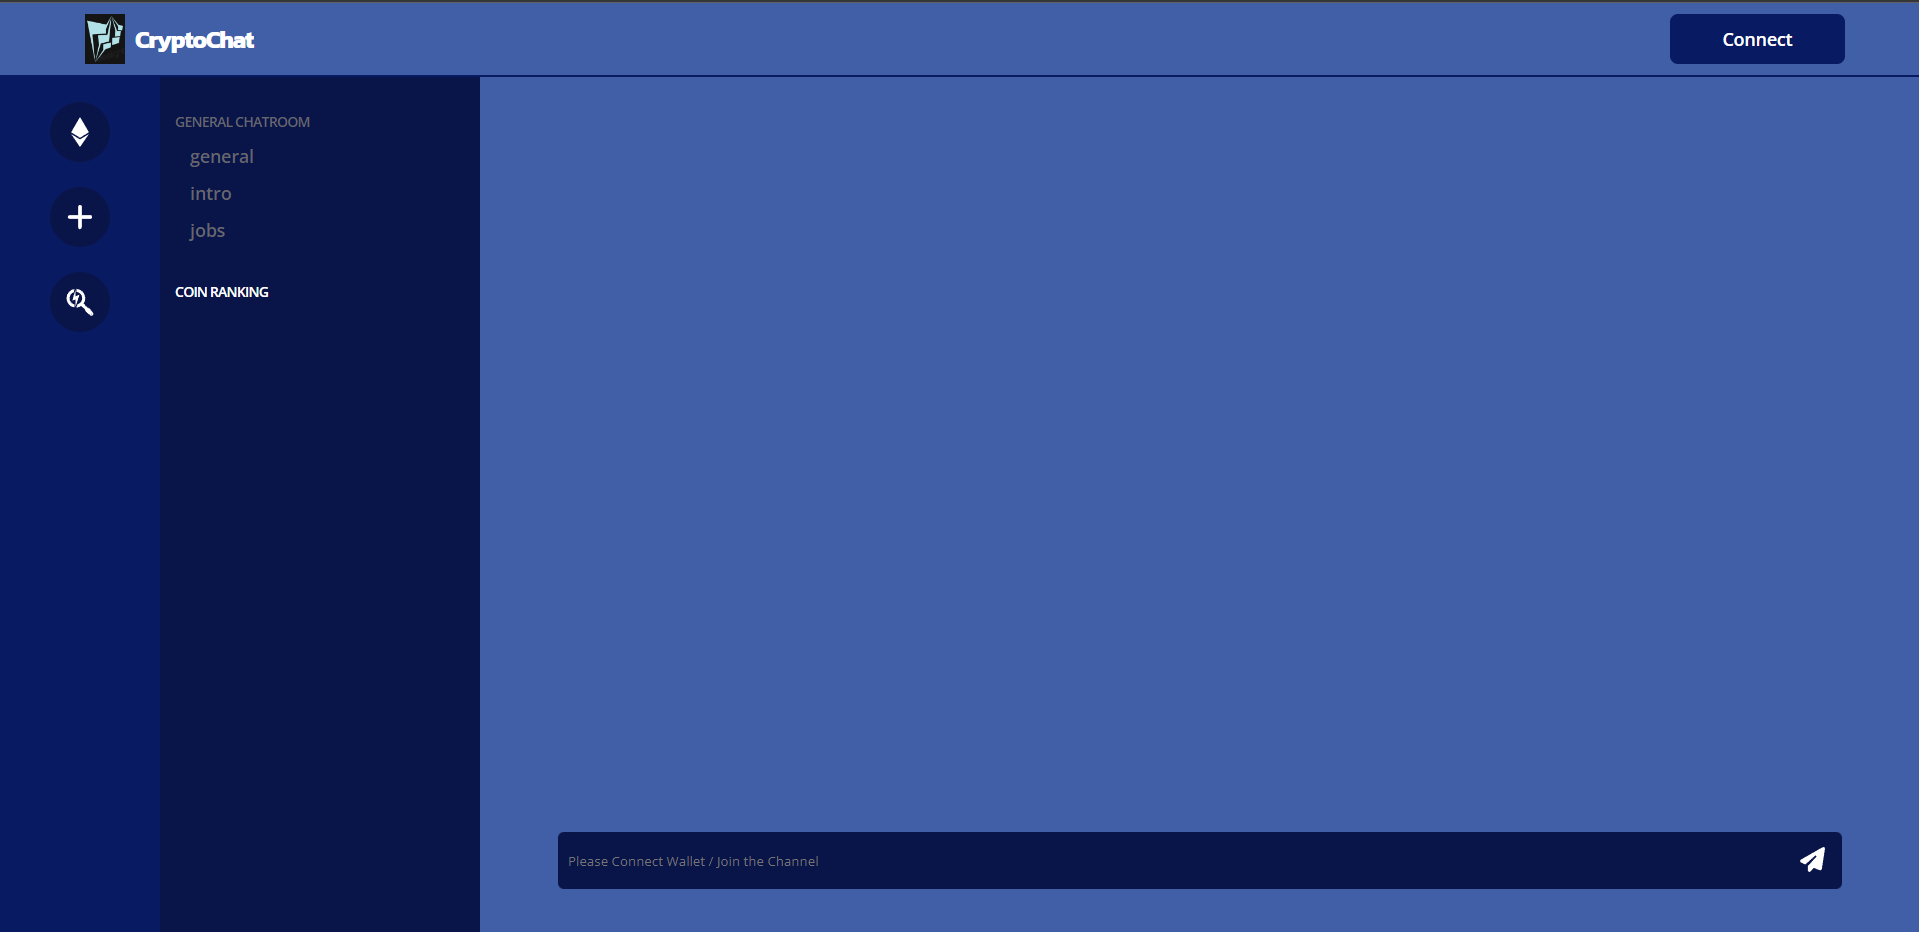 CryptoChat
Connect
GENERAL CHATROOM
general
intro
jobs
COIN RANKING
Please Connect Wallet / Join the Channel